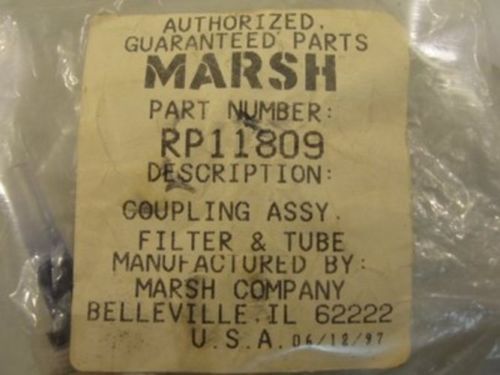 AUTHORIZED.
GUARANTEED PARTS
MARSH
PART NUMBER:
RP11809
DESCRIPTION:
COUPLING ASSY.
FILTER & TUBE
MANUFACTURED BY:
MARSH COMPANY
BELLEVILLE.IL 62222
U.S.A. 06/12/97